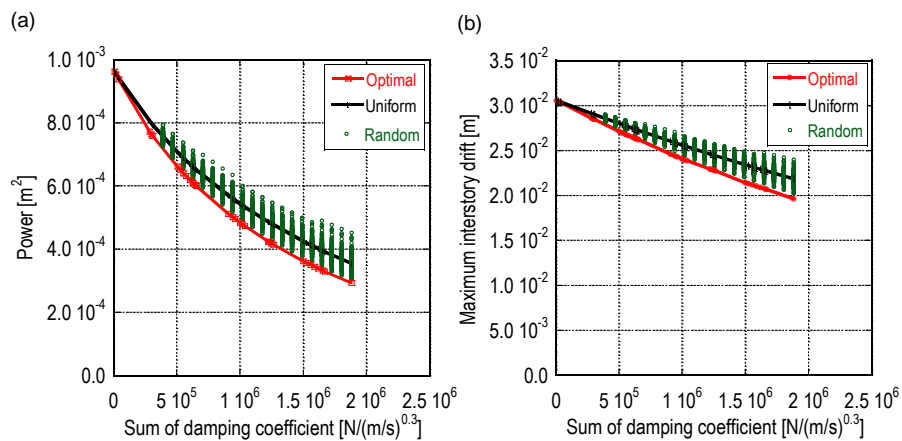 (a)
1.0 10⁻³
8.0 10⁻⁴
6.0 10⁻⁴
4.0 10⁻⁴
2.0 10⁻⁴
0.0
Power [m²]
Optimal
Uniform
Random
0 5 10⁵ 1 10⁶ 1.5 10⁶ 2 10⁶ 2.5 10⁶
Sum of damping coefficient [N/(m/s)⁰·³]
(b)
3.5 10⁻²
3.0 10⁻²
2.5 10⁻²
2.0 10⁻²
1.5 10⁻²
1.0 10⁻²
5.0 10⁻³
0.0
Maximum interstory drift [m]
Optimal
Uniform
Random
0 5 10⁵ 1 10⁶ 1.5 10⁶ 2 10⁶ 2.5 10⁶
Sum of damping coefficient [N/(m/s)⁰·³]